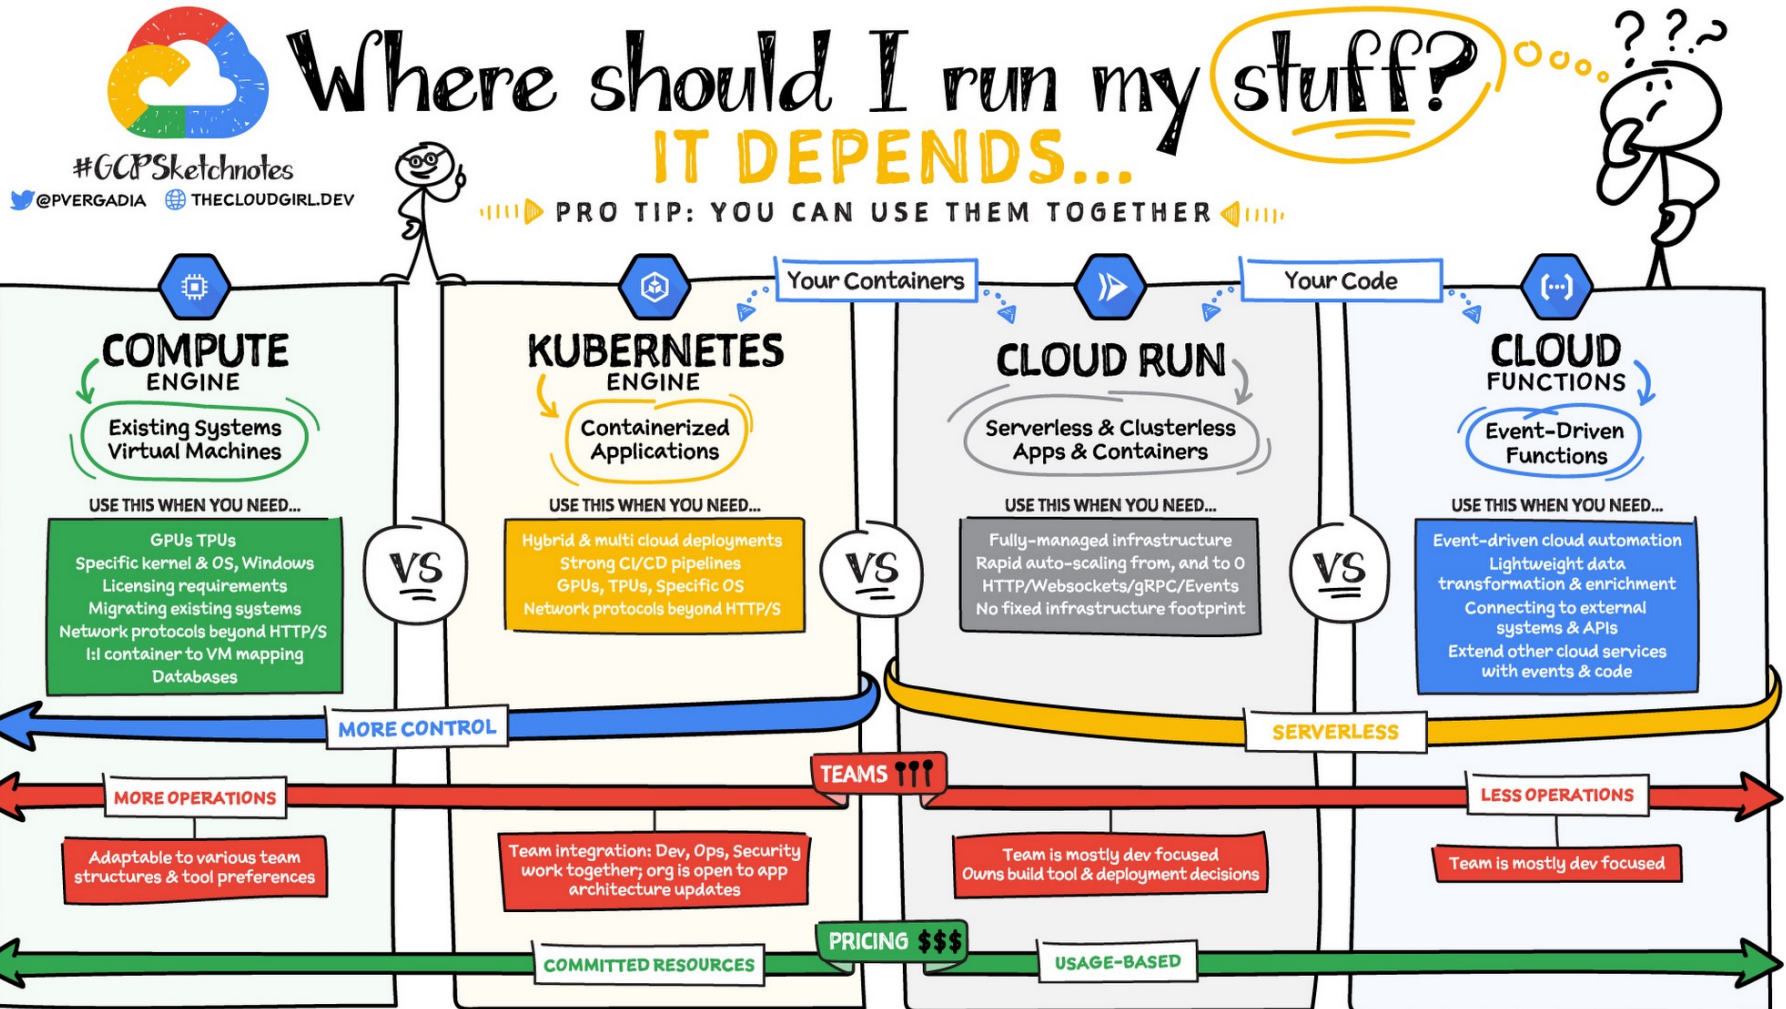 Where should I run my stuff?
IT DEPENDS...
PRO TIP: YOU CAN USE THEM TOGETHER
#GCPSketchnotes
@PVERGADIA THECLOUDGIRL.DEV
? ? . ?
Your Containers
Your Code
COMPUTE
ENGINE
Existing Systems
Virtual Machines
USE THIS WHEN YOU NEED...
GPUs TPUs
Specific kernel & OS, Windows
Licensing requirements
Migrating existing systems
Network protocols beyond HTTP/S
1:1 container to VM mapping
Databases
VS
KUBERNETES
ENGINE
Containerized
Applications
USE THIS WHEN YOU NEED...
Hybrid & multi cloud deployments
Strong CI/CD pipelines
GPUs, TPUs, Specific OS
Network protocols beyond HTTP/S
VS
CLOUD RUN
Serverless & Clusterless
Apps & Containers
USE THIS WHEN YOU NEED...
Fully-managed infrastructure
Rapid auto-scaling from, and to 0
HTTP/Websockets/gRPC/Events
No fixed infrastructure footprint
VS
CLOUD
FUNCTIONS
Event-Driven
Functions
USE THIS WHEN YOU NEED...
Event-driven cloud automation
Lightweight data
transformation & enrichment
Connecting to external
systems & APIs
Extend other cloud services
with events & code
MORE CONTROL
SERVERLESS
TEAMS
MORE OPERATIONS
LESS OPERATIONS
Adaptable to various team
structures & tool preferences
Team integration: Dev, Ops, Security
work together; org is open to app
architecture updates
Team is mostly dev focused
Owns build tool & deployment decisions
Team is mostly dev focused
PRICING $$$
COMMITTED RESOURCES
USAGE-BASED